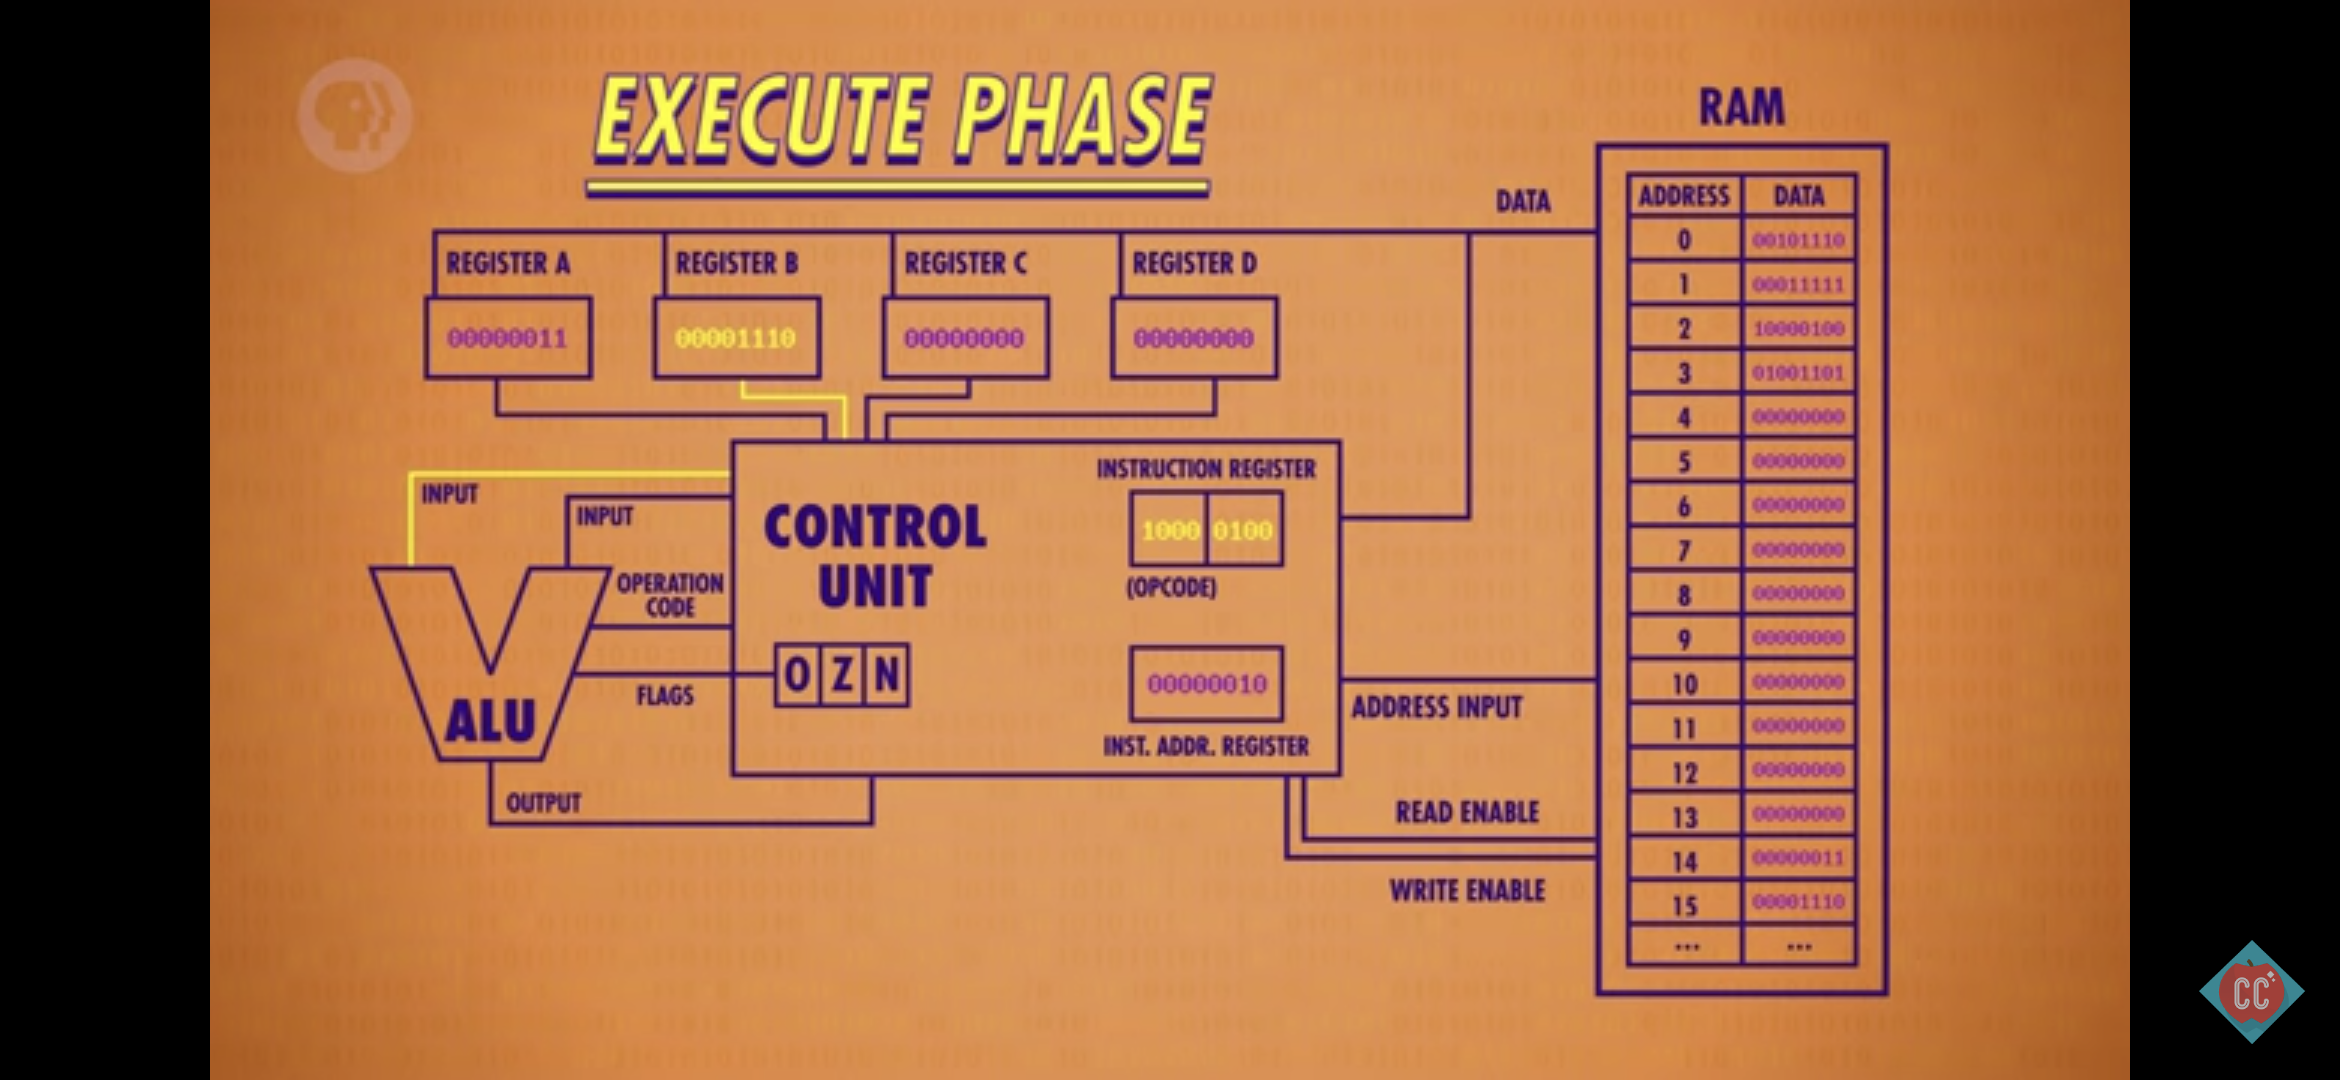 EXECUTE PHASE
RAM
DATA
ADDRESS DATA
0 00101110
1 00011111
2 10000100
3 01001101
4 00000000
5 00000000
6 00000000
7 00000000
8 00000000
9 00000000
10 00000000
11 00000000
12 00000000
13 00000000
14 00000011
15 00001110
... ...
REGISTER A REGISTER B REGISTER C REGISTER D
00000011 00001110 00000000 00000000
INPUT
INPUT
OPERATION
CODE
FLAGS
ALU
OUTPUT
CONTROL
UNIT
O Z N
INSTRUCTION REGISTER
1000 0100
(OPCODE)
00000010
INST. ADDR. REGISTER
ADDRESS INPUT
READ ENABLE
WRITE ENABLE
CC